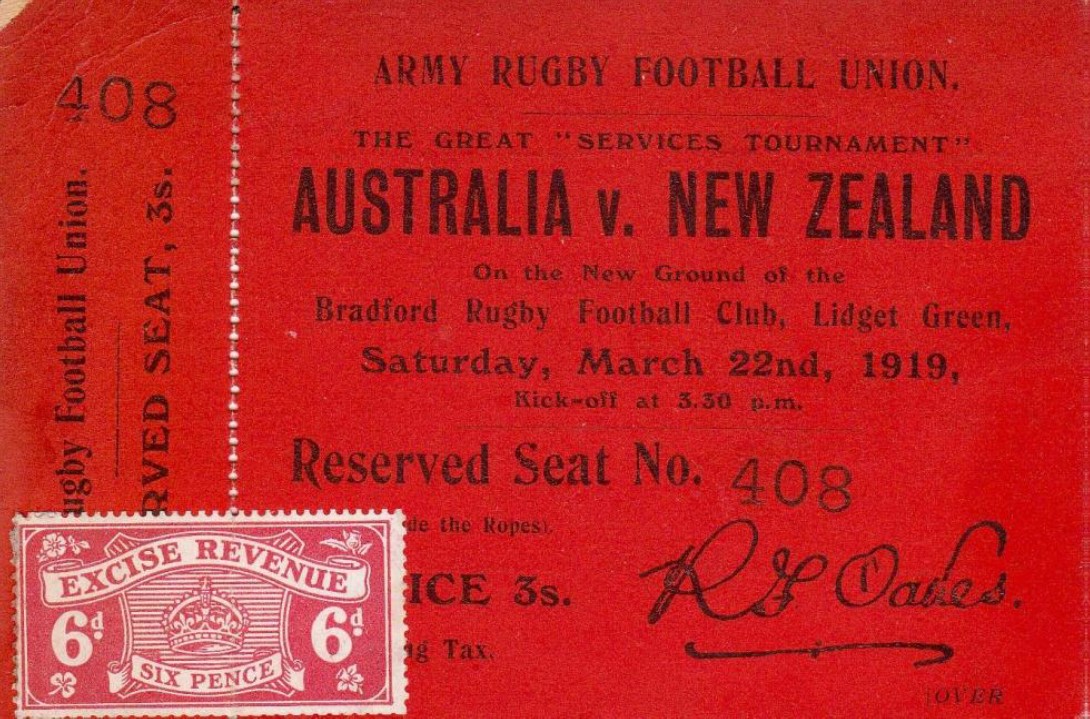 408
ugby Football Union.
RVED SEAT, 3s.
ARMY RUGBY FOOTBALL UNION.
THE GREAT "SERVICES TOURNAMENT"
AUSTRALIA v. NEW ZEALAND
On the New Ground of the
Bradford Rugby Football Club, Lidget Green,
Saturday, March 22nd, 1919,
Kick-off at 3.30 p.m.
Reserved Seat No. 408
de the Ropes).
ICE 3s.
g Tax.
R F Oakes.
OVER
EXCISE REVENUE
6d 6d
SIX PENCE